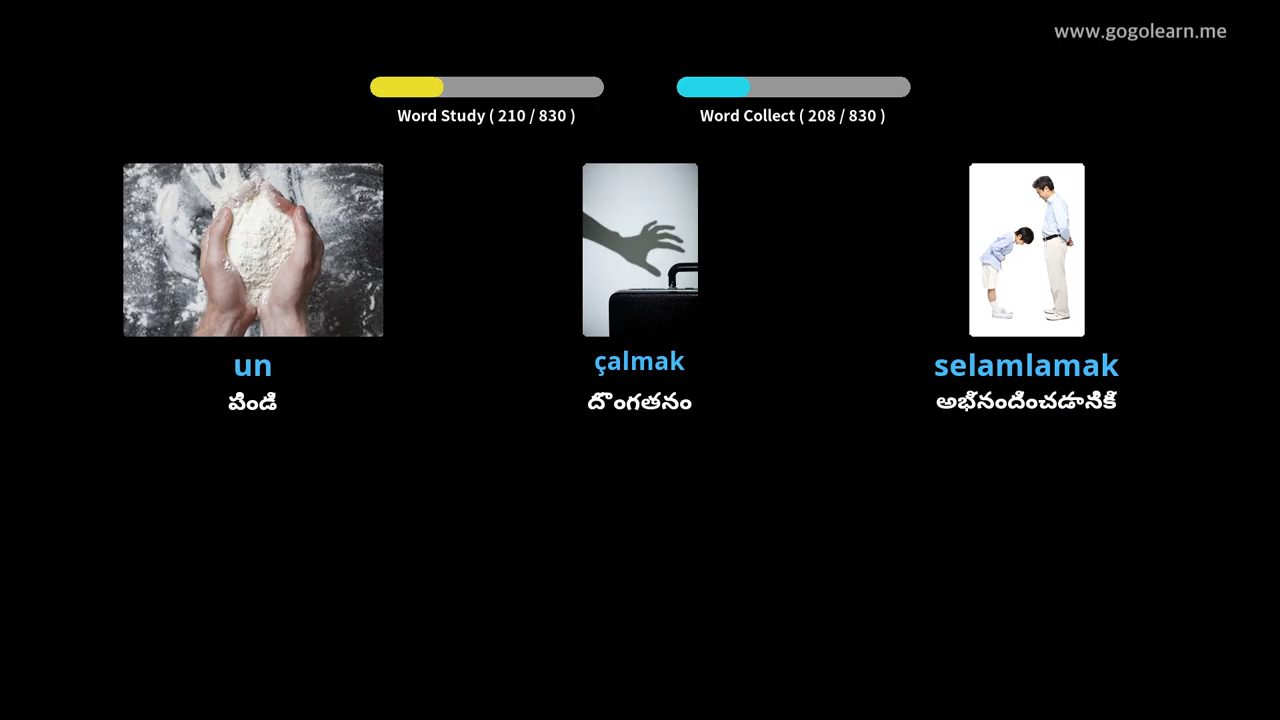 www.gogolearn.me
Word Study ( 210 / 830 )
Word Collect ( 208 / 830 )
un
çalmak
selamlamak
పిండి
దొంగతనం
అభినందించడానికి